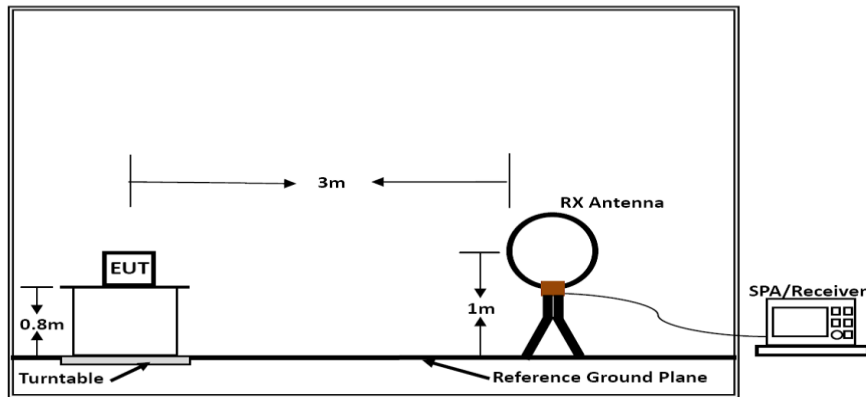 3m
RX Antenna
EUT
SPA/Receiver
0.8m
1m
Turntable
Reference Ground Plane